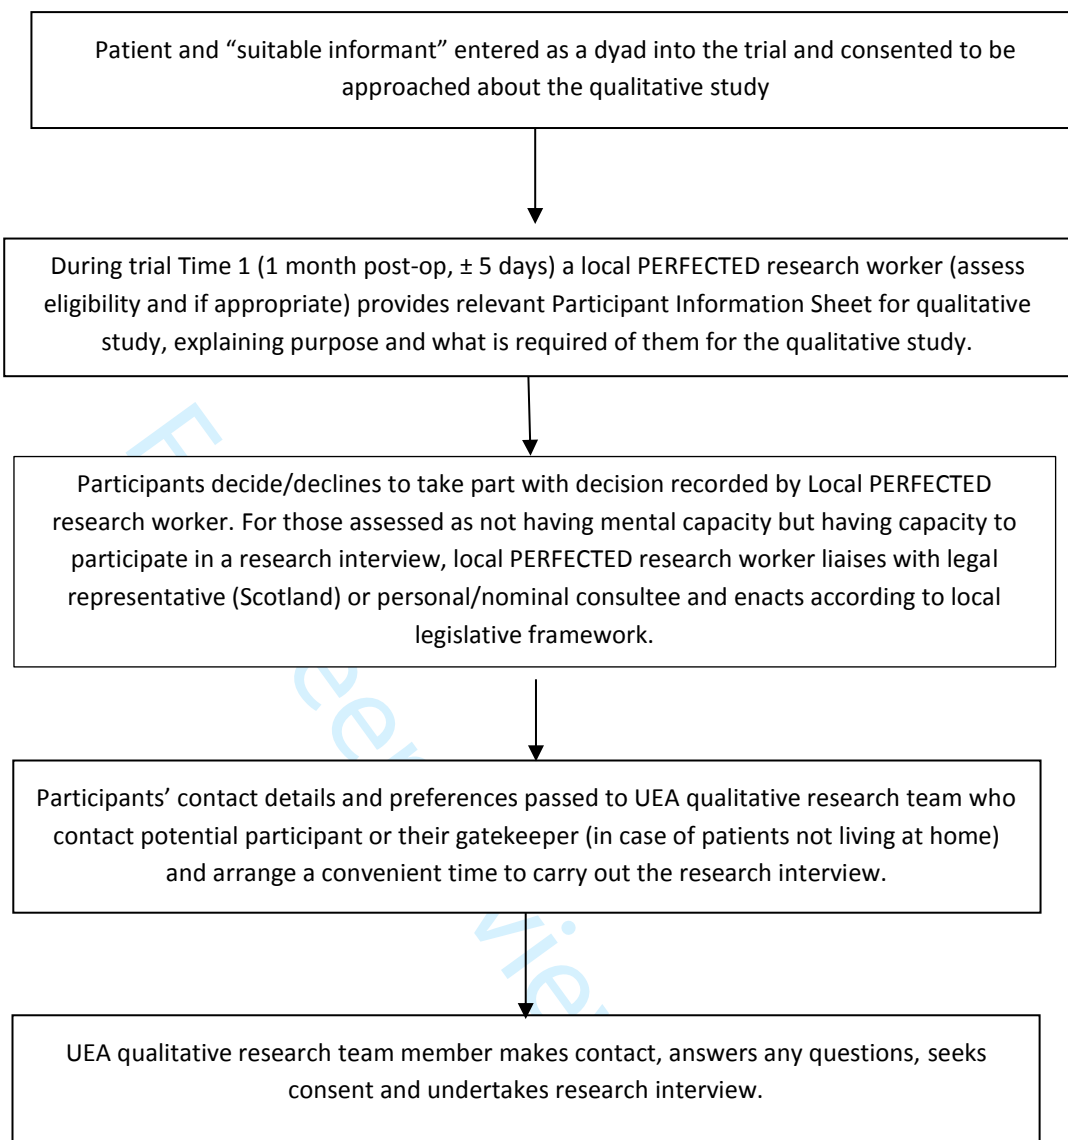 Patient and “suitable informant” entered as a dyad into the trial and consented to be
approached about the qualitative study
During trial Time 1 (1 month post-op, ± 5 days) a local PERFECTED research worker (assess
eligibility and if appropriate) provides relevant Participant Information Sheet for qualitative
study, explaining purpose and what is required of them for the qualitative study.
Participants decide/declines to take part with decision recorded by Local PERFECTED
research worker. For those assessed as not having mental capacity but having capacity to
participate in a research interview, local PERFECTED research worker liaises with legal
representative (Scotland) or personal/nominal consultee and enacts according to local
legislative framework.
Participants’ contact details and preferences passed to UEA qualitative research team who
contact potential participant or their gatekeeper (in case of patients not living at home)
and arrange a convenient time to carry out the research interview.
UEA qualitative research team member makes contact, answers any questions, seeks
consent and undertakes research interview.